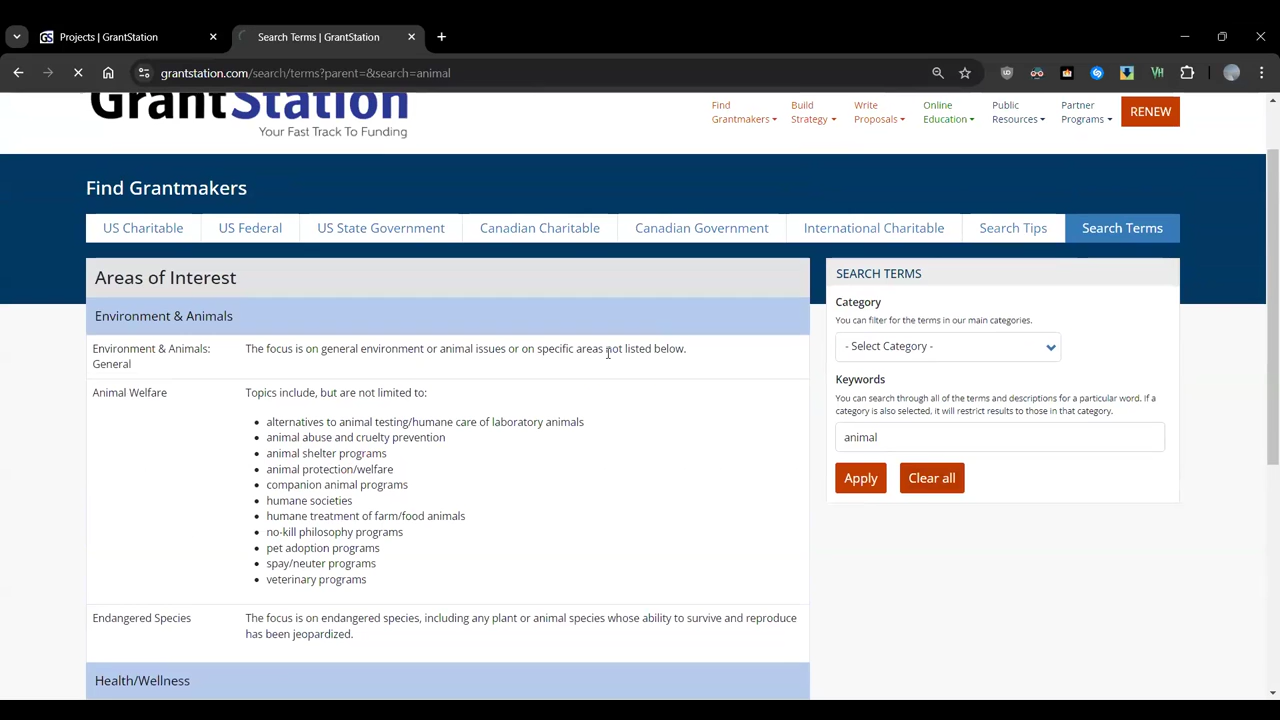 Projects | GrantStation
Search Terms | GrantStation
grantstation.com/search/terms?parent=&search=animal
GrantStation
Your Fast Track To Funding
Find Grantmakers
Build Strategy
Write Proposals
Online Education
Public Resources
Partner Programs
RENEW
Find Grantmakers
US Charitable
US Federal
US State Government
Canadian Charitable
Canadian Government
International Charitable
Search Tips
Search Terms
Areas of Interest
Environment & Animals
Environment & Animals:
General
The focus is on general environment or animal issues or on specific areas not listed below.
Animal Welfare
Topics include, but are not limited to:
• alternatives to animal testing/humane care of laboratory animals
• animal abuse and cruelty prevention
• animal shelter programs
• animal protection/welfare
• companion animal programs
• humane societies
• humane treatment of farm/food animals
• no-kill philosophy programs
• pet adoption programs
• spay/neuter programs
• veterinary programs
Endangered Species
The focus is on endangered species, including any plant or animal species whose ability to survive and reproduce
has been jeopardized.
Health/Wellness
SEARCH TERMS
Category
You can filter for the terms in our main categories.
- Select Category -
Keywords
You can search through all of the terms and descriptions for a particular word. If a
category is also selected, it will restrict results to those in that category.
animal
Apply
Clear all